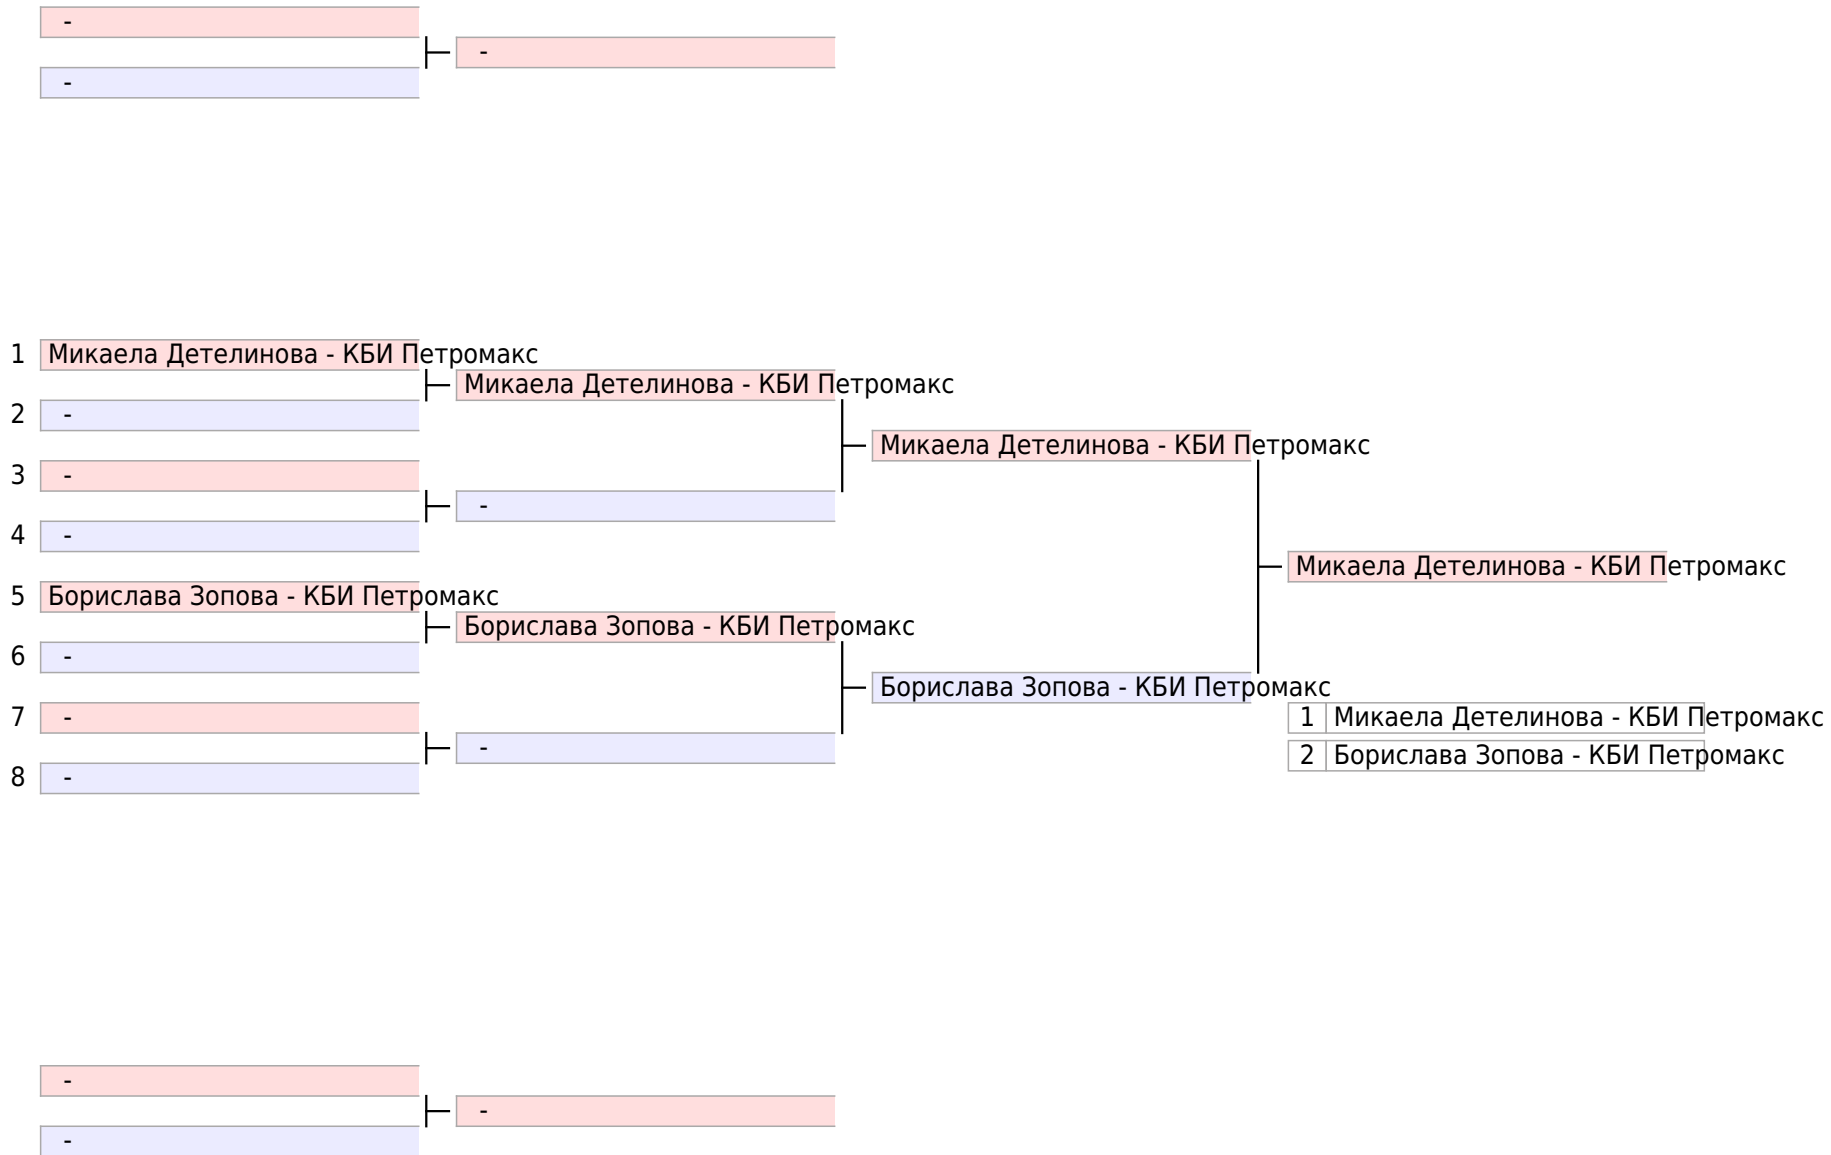 -
-
-
1 Микаела Детелинова - КБИ Петромакс
Микаела Детелинова - КБИ Петромакс
2 -
Микаела Детелинова - КБИ Петромакс
3 -
-
4 -
Микаела Детелинова - КБИ Петромакс
5 Борислава Зопова - КБИ Петромакс
Борислава Зопова - КБИ Петромакс
6 -
Борислава Зопова - КБИ Петромакс
7 -
1 Микаела Детелинова - КБИ Петромакс
-
2 Борислава Зопова - КБИ Петромакс
8 -
-
-
-